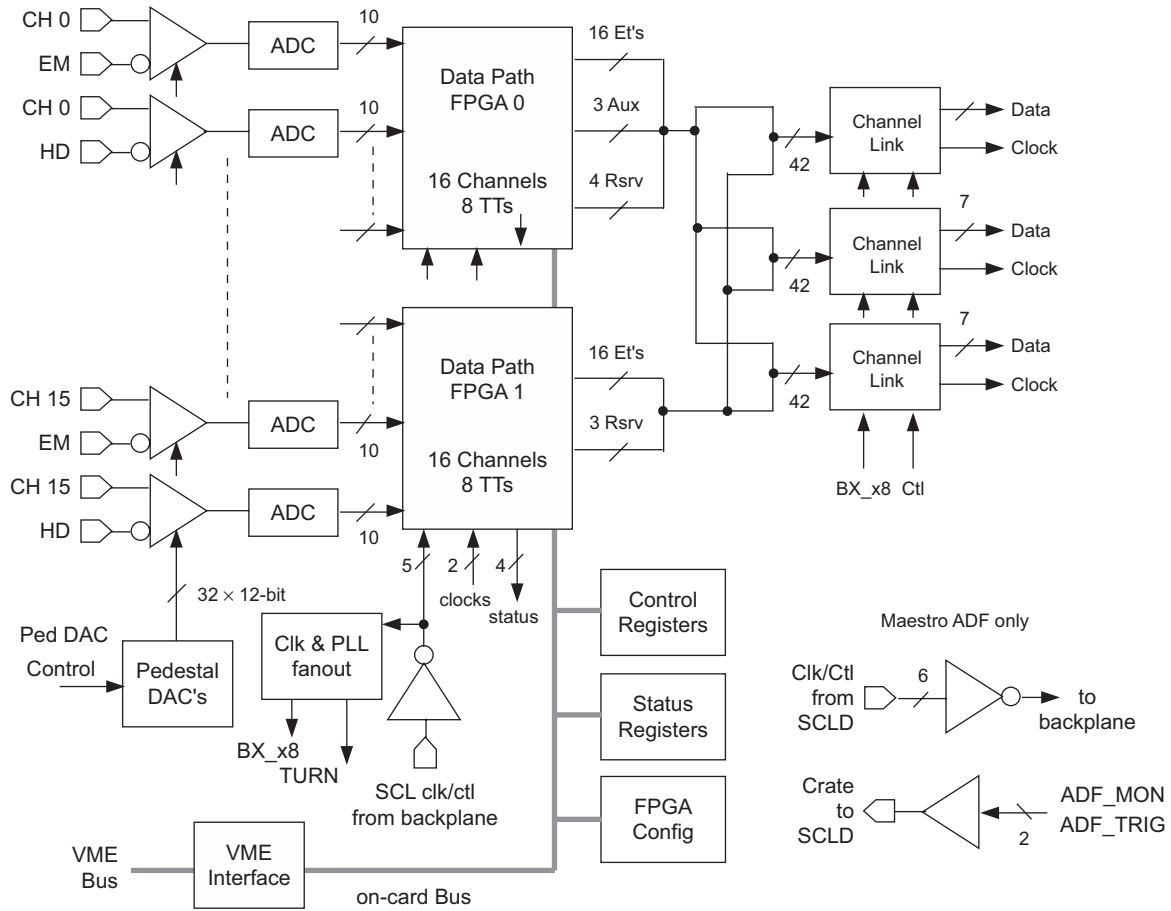 CH 0
EM
CH 0
HD
ADC
10
ADC
10
Data Path
FPGA 0
16 Channels
8 TTs
16 Et's
3 Aux
4 Rsrv
42
Channel
Link
7
Data
Clock
42
Channel
Link
7
Data
Clock
42
Channel
Link
7
Data
Clock
BX_x8
Ctl
CH 15
EM
CH 15
HD
ADC
10
ADC
10
Data Path
FPGA 1
16 Channels
8 TTs
16 Et's
3 Rsrv
5
2
4
clocks
status
32 × 12-bit
Ped DAC
Control
Pedestal
DAC's
Clk & PLL
fanout
BX_x8
TURN
SCL clk/ctl
from backplane
Control
Registers
Status
Registers
FPGA
Config
VME
Bus
VME
Interface
on-card Bus
Maestro ADF only
Clk/Ctl
from
SCLD
6
to
backplane
Crate
to
SCLD
2
ADF_MON
ADF_TRIG